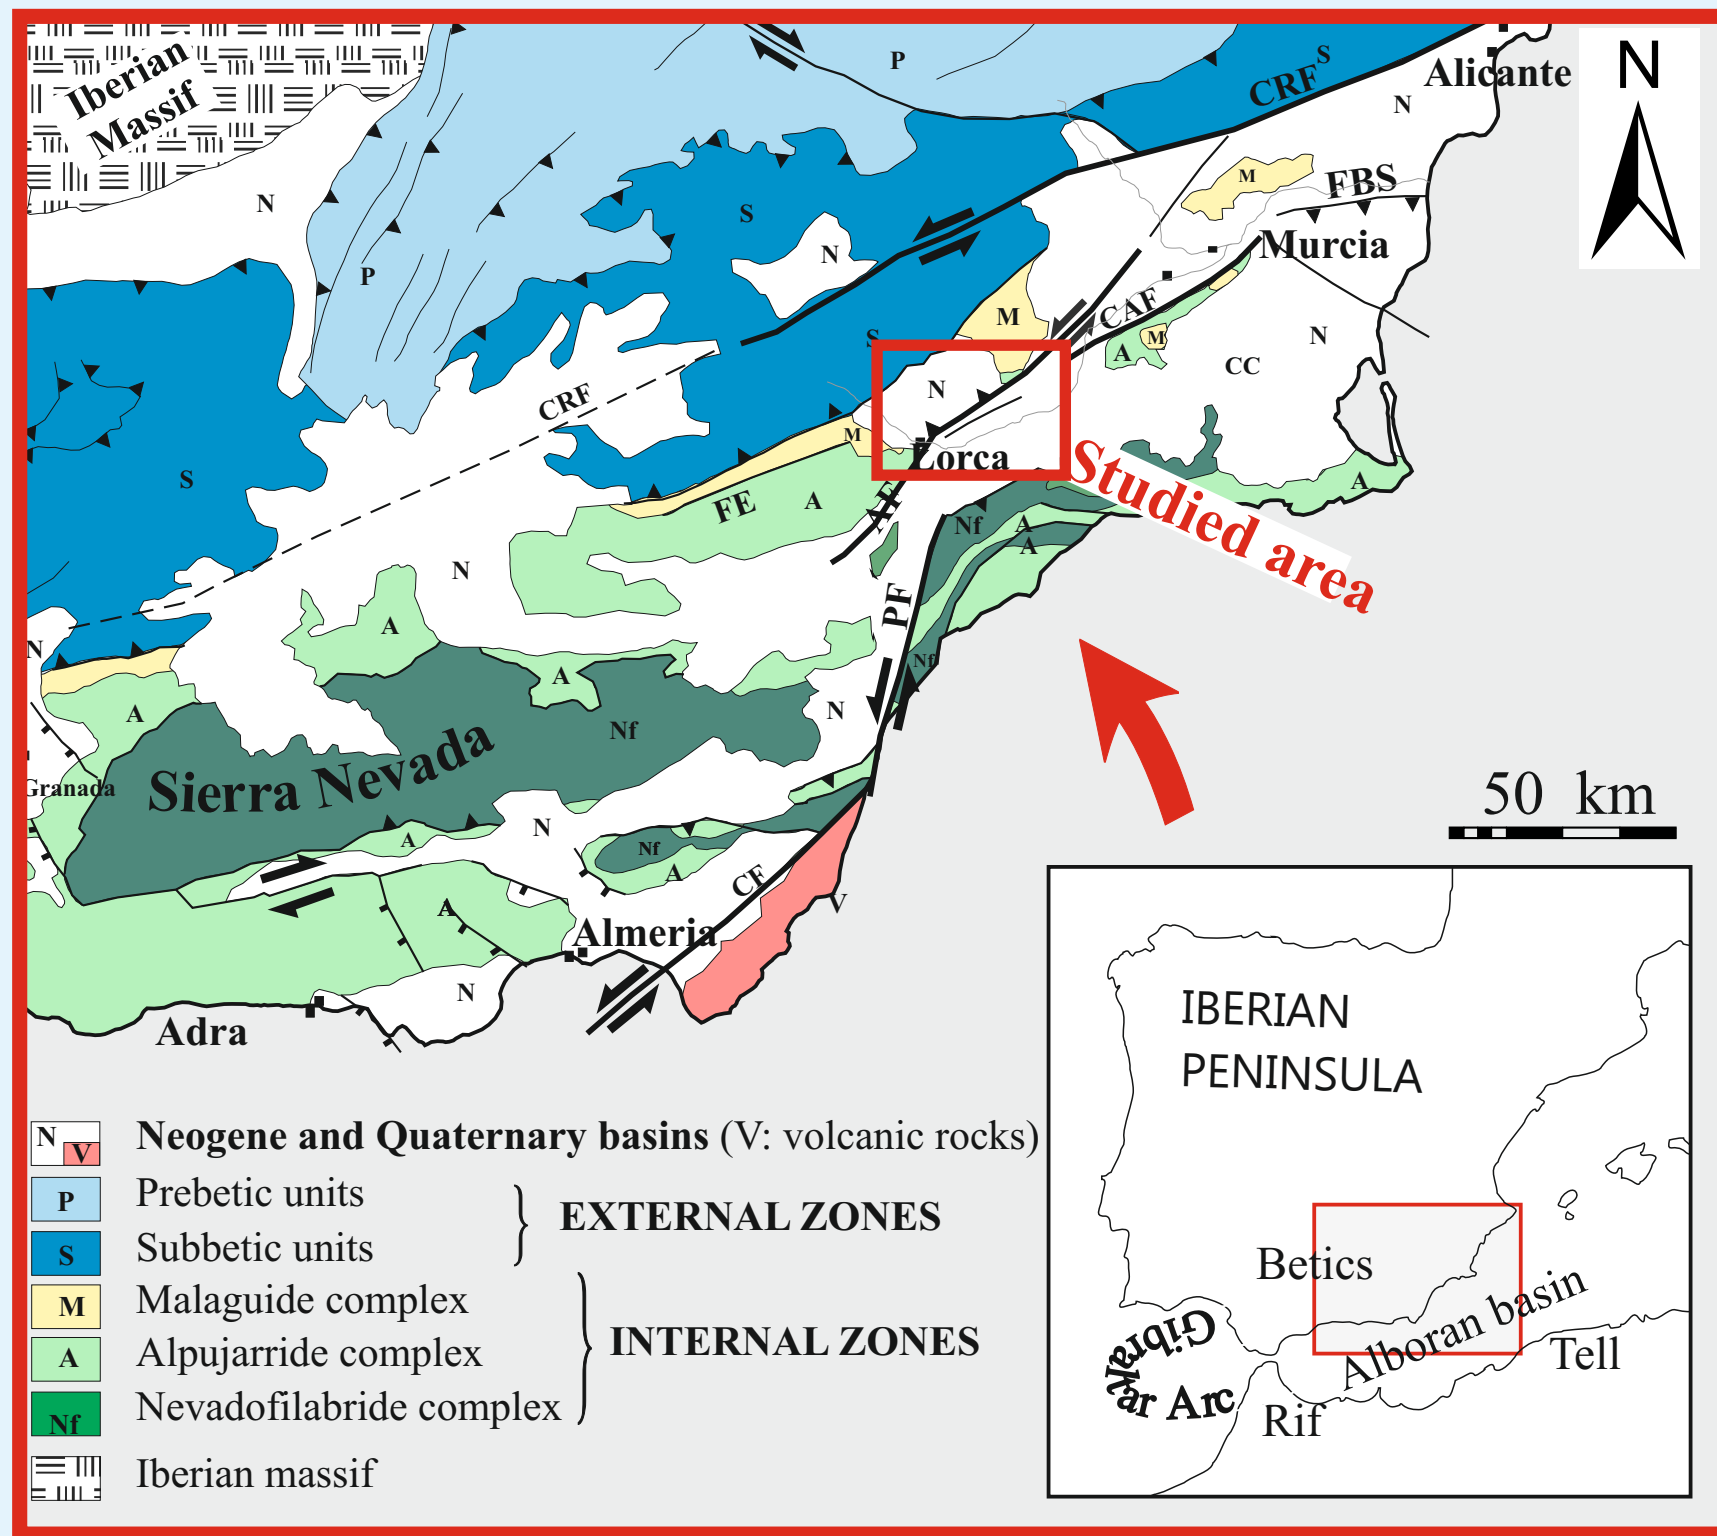 Iberian
Massif
P
S
CRF
Alicante
N
N
M
FBS
N
S
N
Murcia
P
M
CAF
S
N
M
A
CC
N
CRF
M
Lorca
S
FE
A
AF
Nf
A
A
A
Studied area
N
PF
A
N
Nf
A
A
N
Nf
Sierra Nevada
Granada
50 km
A
N
Nf
A
CF
V
A
Almeria
N
Adra
IBERIAN
PENINSULA
Betics
Alboran basin
Gibraltar Arc
Tell
Rif
N
V
Neogene and Quaternary basins (V: volcanic rocks)
P
Prebetic units
EXTERNAL ZONES
S
Subbetic units
M
Malaguide complex
INTERNAL ZONES
A
Alpujarride complex
Nf
Nevadofilabride complex
Iberian massif